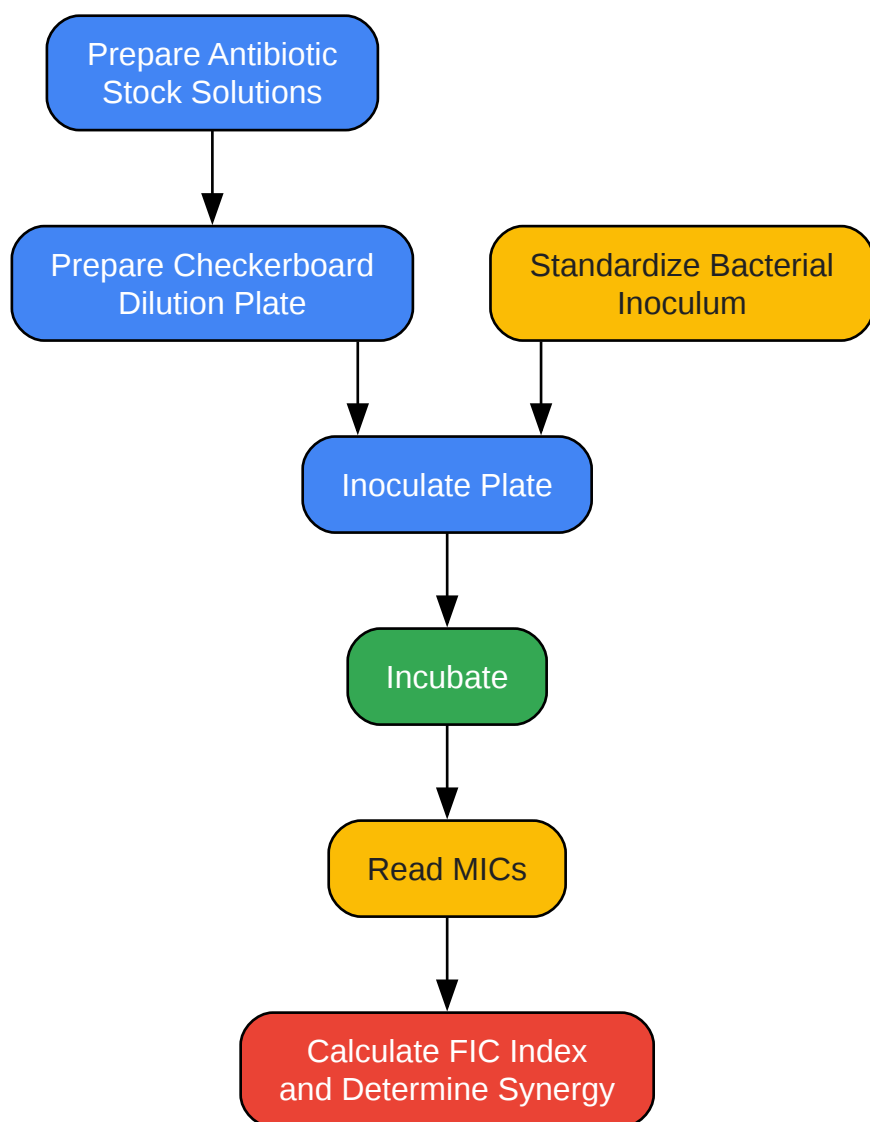 Prepare Antibiotic
Stock Solutions
Prepare Checkerboard
Dilution Plate
Standardize Bacterial
Inoculum
Inoculate Plate
Incubate
Read MICs
Calculate FIC Index
and Determine Synergy